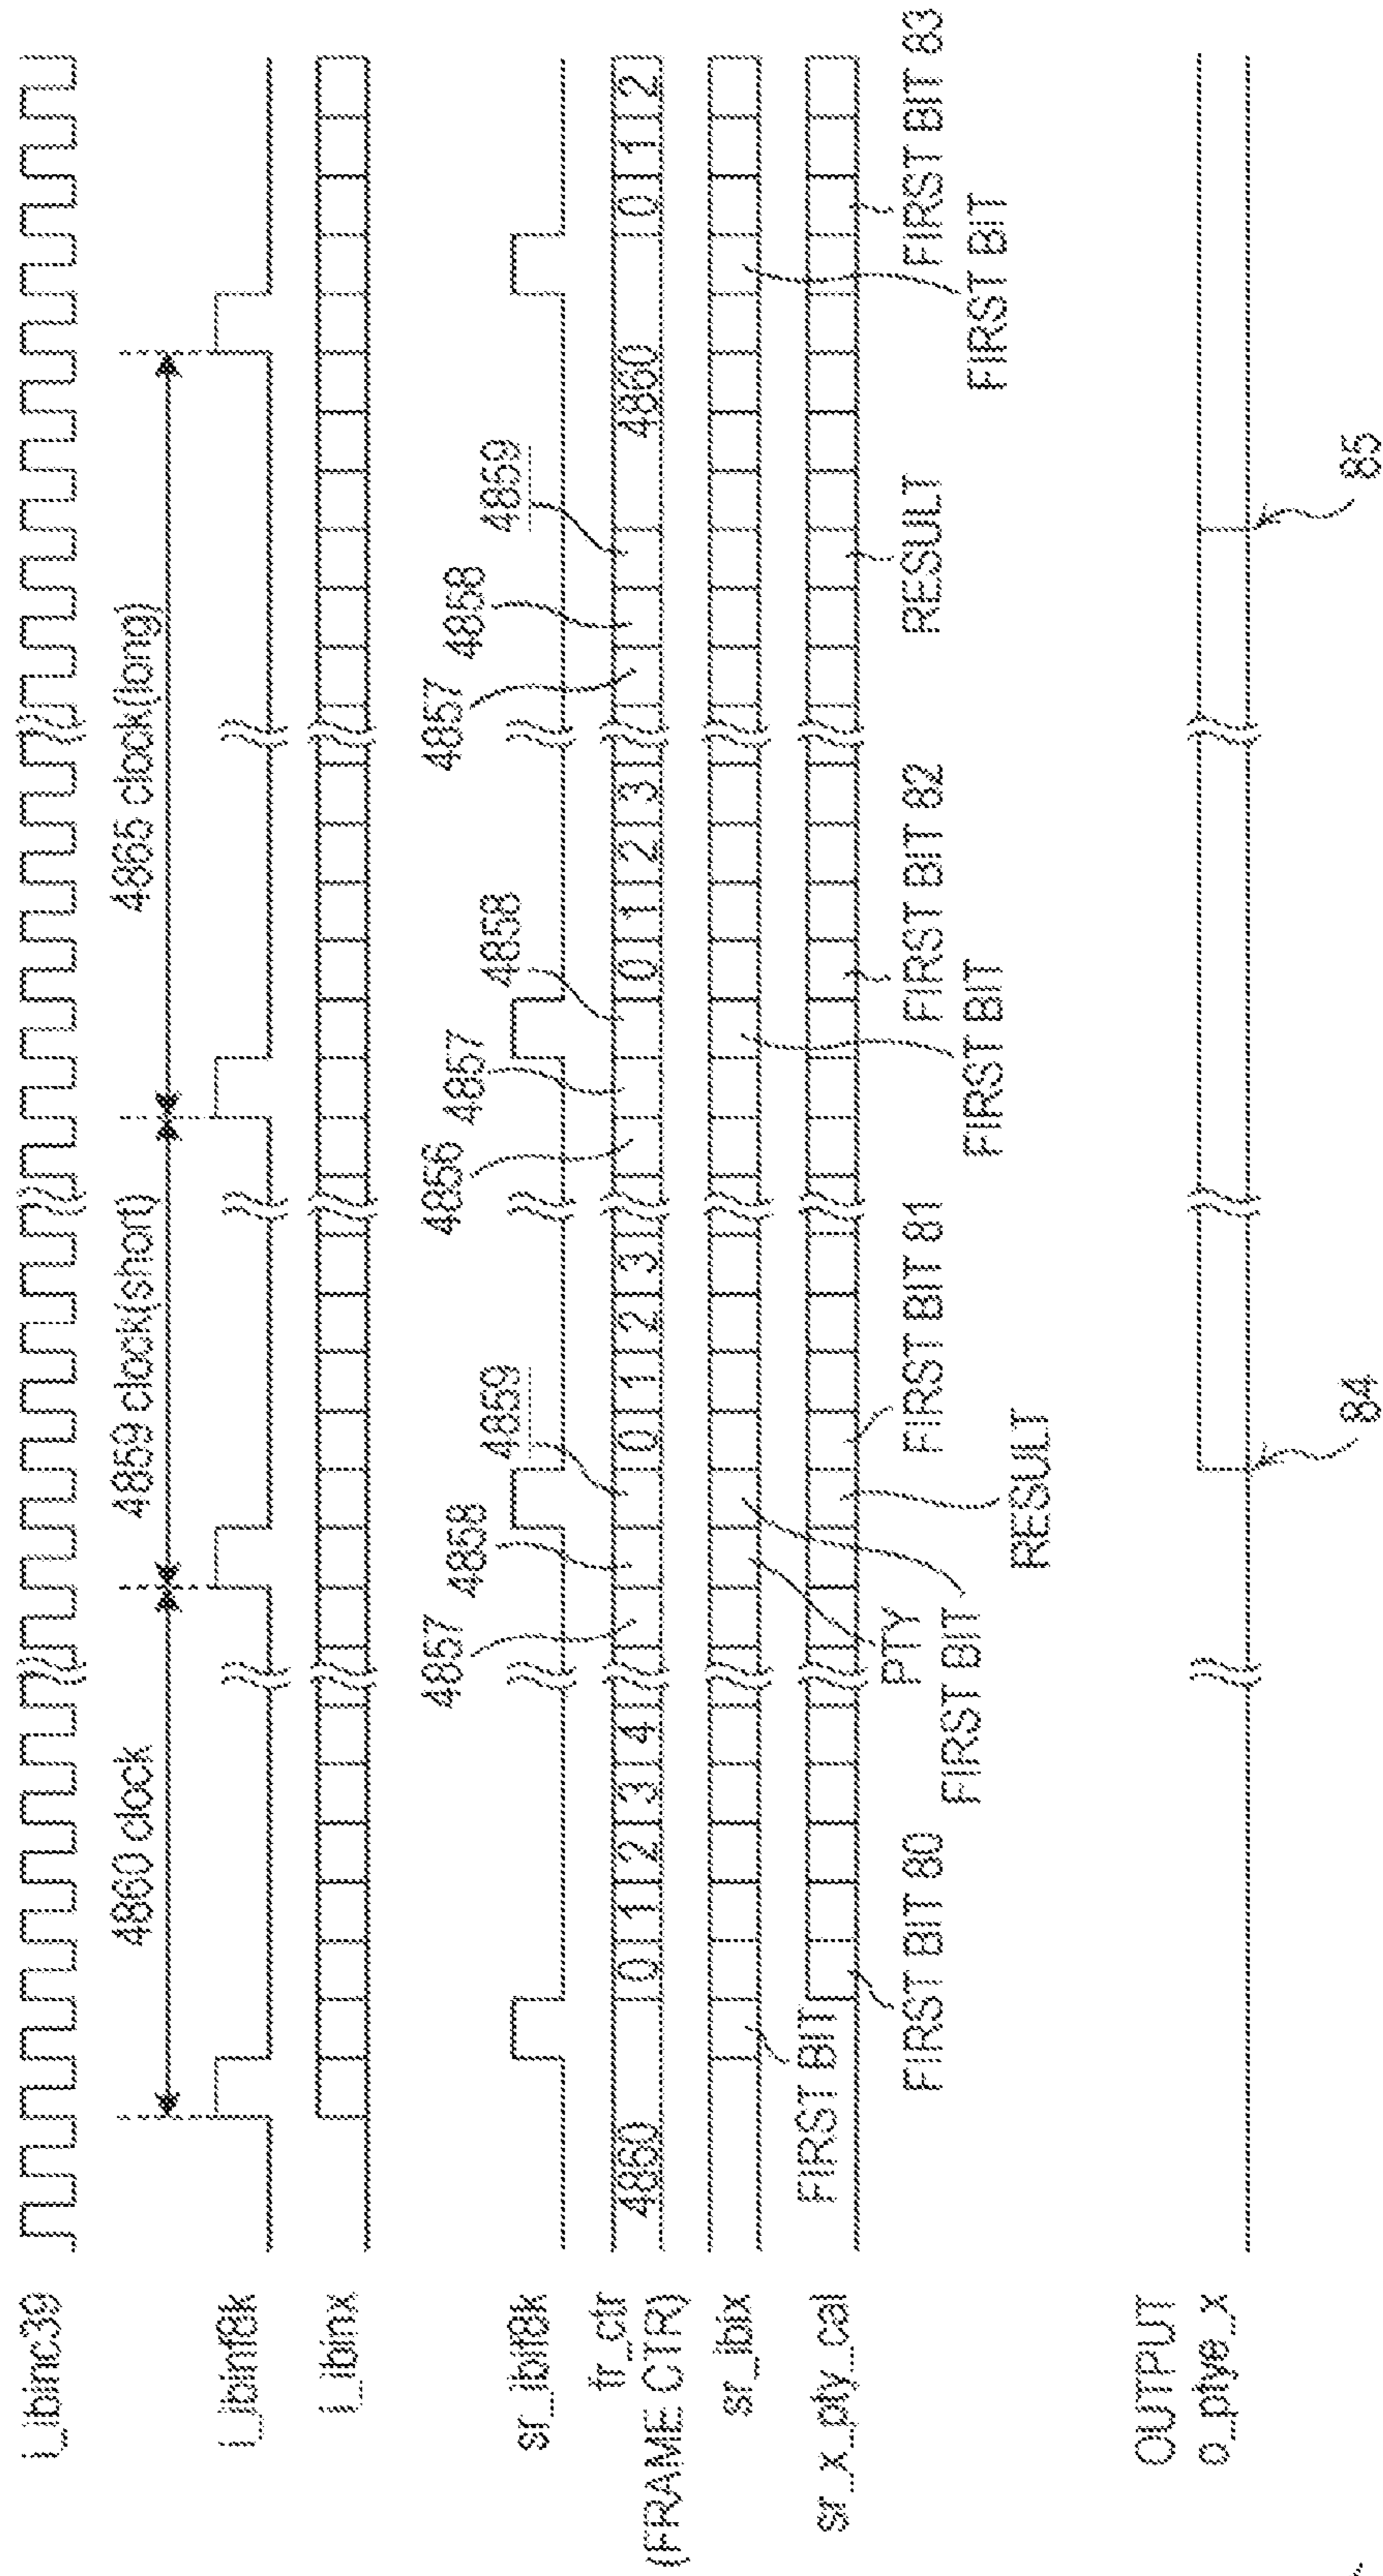 i_ibinc39
4860 clock
4859 clock(short)
4865 clock(long)
i_ibinf8k
i_ibinx
4857
4858
4859
4856
4857
4858
4857
4858
4859
sr_ibif8k
fr_ctr
(FRAME CTR)
4860
0
1
2
3
4
0
1
2
3
0
1
2
3
4860
0
1
2
sr_ibix
sr_x_pty_cal
FIRST BIT
FIRST BIT 80
PTY
FIRST BIT
FIRST BIT 81
RESULT
FIRST BIT 82
FIRST BIT
RESULT
FIRST BIT 83
FIRST BIT
OUTPUT
o_ptye_x
84
85